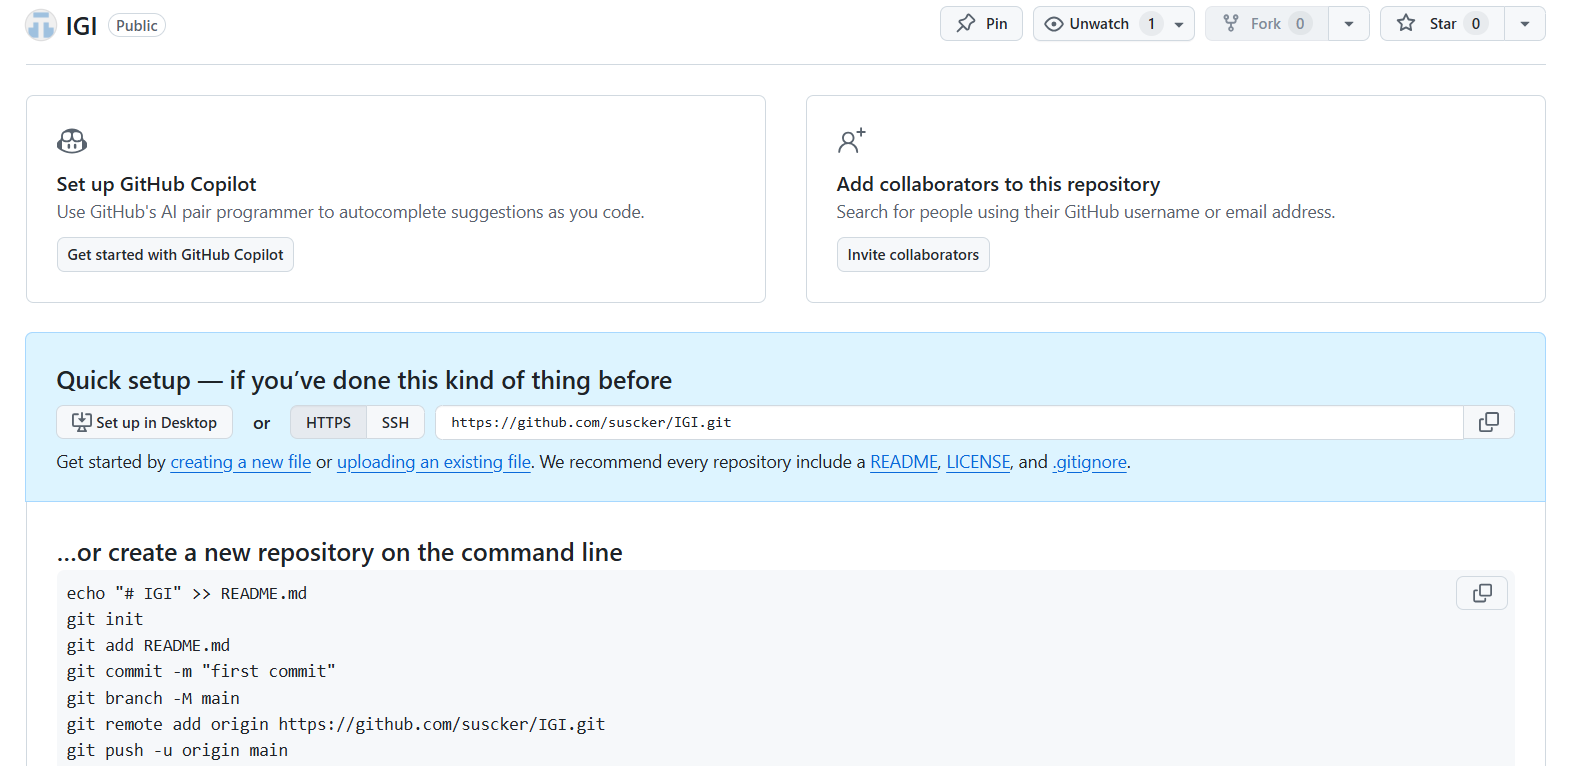 IGI Public
Pin Unwatch 1 Fork 0 Star 0
Set up GitHub Copilot
Use GitHub's AI pair programmer to autocomplete suggestions as you code.
Get started with GitHub Copilot
Add collaborators to this repository
Search for people using their GitHub username or email address.
Invite collaborators
Quick setup — if you've done this kind of thing before
Set up in Desktop or HTTPS SSH https://github.com/suscker/IGI.git
Get started by creating a new file or uploading an existing file. We recommend every repository include a README, LICENSE, and .gitignore.
…or create a new repository on the command line
echo "# IGI" >> README.md
git init
git add README.md
git commit -m "first commit"
git branch -M main
git remote add origin https://github.com/suscker/IGI.git
git push -u origin main